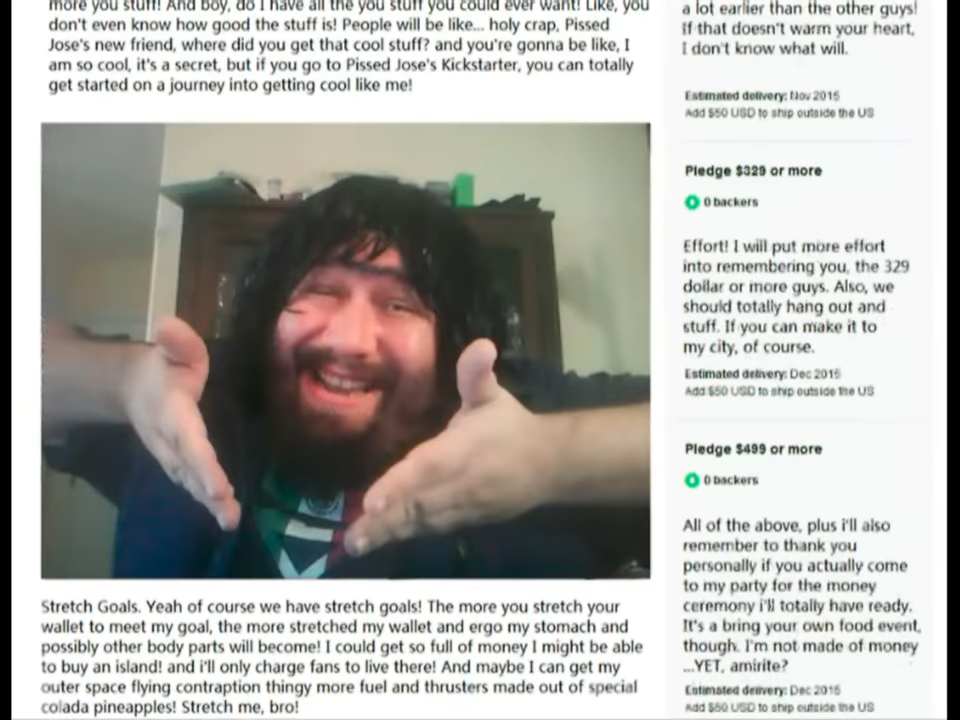 more you stuff! And boy, do I have all the you stuff you could ever want! Like, you
don't even know how good the stuff is! People will be like... holy crap, Pissed
Jose's new friend, where did you get that cool stuff? and you're gonna be like, I
am so cool, it's a secret, but if you go to Pissed Jose's Kickstarter, you can totally
get started on a journey into getting cool like me!
Stretch Goals. Yeah of course we have stretch goals! The more you stretch your
wallet to meet my goal, the more stretched my wallet and ergo my stomach and
possibly other body parts will become! I could get so full of money I might be able
to buy an island! and i'll only charge fans to live there! And maybe I can get my
outer space flying contraption thingy more fuel and thrusters made out of special
colada pineapples! Stretch me, bro!
a lot earlier than the other guys!
If that doesn't warm your heart,
I don't know what will.
Estimated delivery: Nov 2015
Add $50 USD to ship outside the US
Pledge $329 or more
0 backers
Effort! I will put more effort
into remembering you, the 329
dollar or more guys. Also, we
should totally hang out and
stuff. If you can make it to
my city, of course.
Estimated delivery: Dec 2015
Add $50 USD to ship outside the US
Pledge $499 or more
0 backers
All of the above, plus i'll also
remember to thank you
personally if you actually come
to my party for the money
ceremony i'll totally have ready.
It's a bring your own food event,
though. I'm not made of money
...YET, amirite?
Estimated delivery: Dec 2015
Add $50 USD to ship outside the US